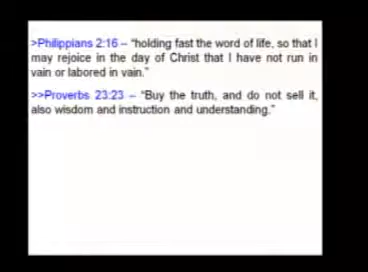 >Philippians 2:16 – "holding fast the word of life, so that I
may rejoice in the day of Christ that I have not run in
vain or labored in vain."
>>Proverbs 23:23 – "Buy the truth, and do not sell it,
also wisdom and instruction and understanding."